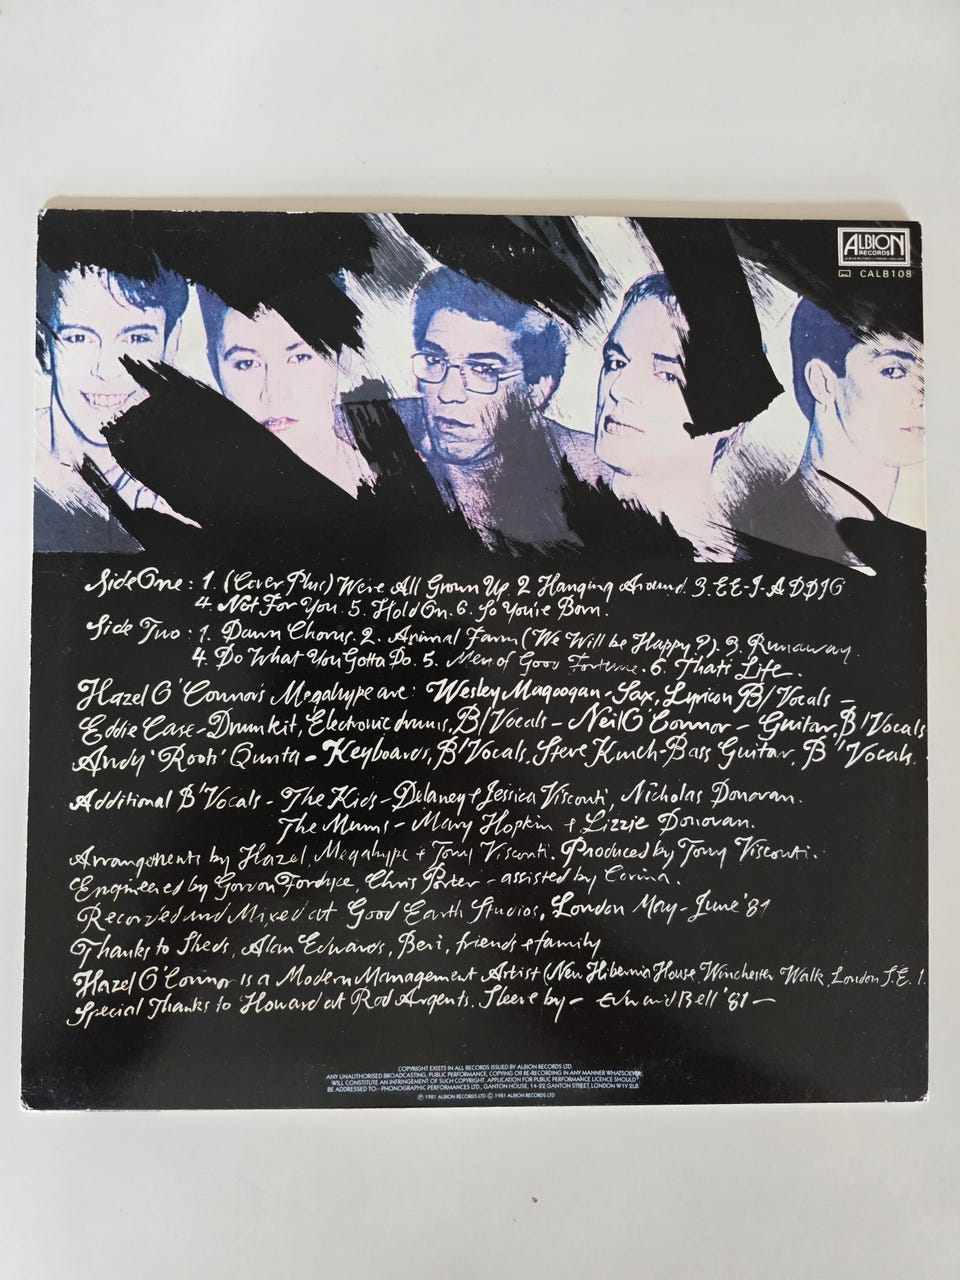 ALBION
RECORDS
ALBION RECORDS · LONDON · ENGLAND
CALB108
Side One: 1. (Cover Plus) We're All Grown Up. 2 Hanging Around. 3. E-E-I-ADDIO
4. Not For You. 5. Hold On. 6. So You're Born.
Side Two: 1. Dawn Chorus. 2. Animal Farm (We Will be Happy?). 3. Runaway.
4. Do What You Gotta Do. 5. Men of Good Fortune. 6. That's Life.
Hazel O'Connor's Megahype are: Wesley Magoogan - Sax, Lyricon B/Vocals -
Eddie Case - Drumkit, Electronic drums, B/Vocals - Neil O'Connor - Guitar, B/Vocals
Andy 'Root' Qunta - Keyboards, B/Vocals. Steve Kinch - Bass Guitar, B/Vocals.
Additional B/Vocals - The Kids - Delaney + Jessica Visconti, Nicholas Donovan.
The Mums - Mary Hopkin + Lizzie Donovan.
Arrangements by Hazel, Megahype + Tony Visconti. Produced by Tony Visconti.
Engineered by Gordon Fordyce, Chris Porter - assisted by Corina.
Recorded and Mixed at Good Earth Studios, London May - June '81
Thanks to Sheds, Alan Edwards, Beri, friends + family
Hazel O'Connor is a Modern Management Artist (New Hibernia House Winchester Walk, London S.E.1.
Special Thanks to Howard at Rod Argents. Sleeve by - Edward Bell '81 -
COPYRIGHT EXISTS IN ALL RECORDS ISSUED BY ALBION RECORDS LTD.
ANY UNAUTHORISED BROADCASTING, PUBLIC PERFORMANCE, COPYING OR RE-RECORDING IN ANY MANNER WHATSOEVER
WILL CONSTITUTE AN INFRINGEMENT OF SUCH COPYRIGHT. APPLICATION FOR PUBLIC PERFORMANCE LICENCE SHOULD
BE ADDRESSED TO:- PHONOGRAPHIC PERFORMANCES LTD., GANTON HOUSE, 14-22, GANTON STREET, LONDON W1V 2LB.
℗ 1981 ALBION RECORDS LTD © 1981 ALBION RECORDS LTD